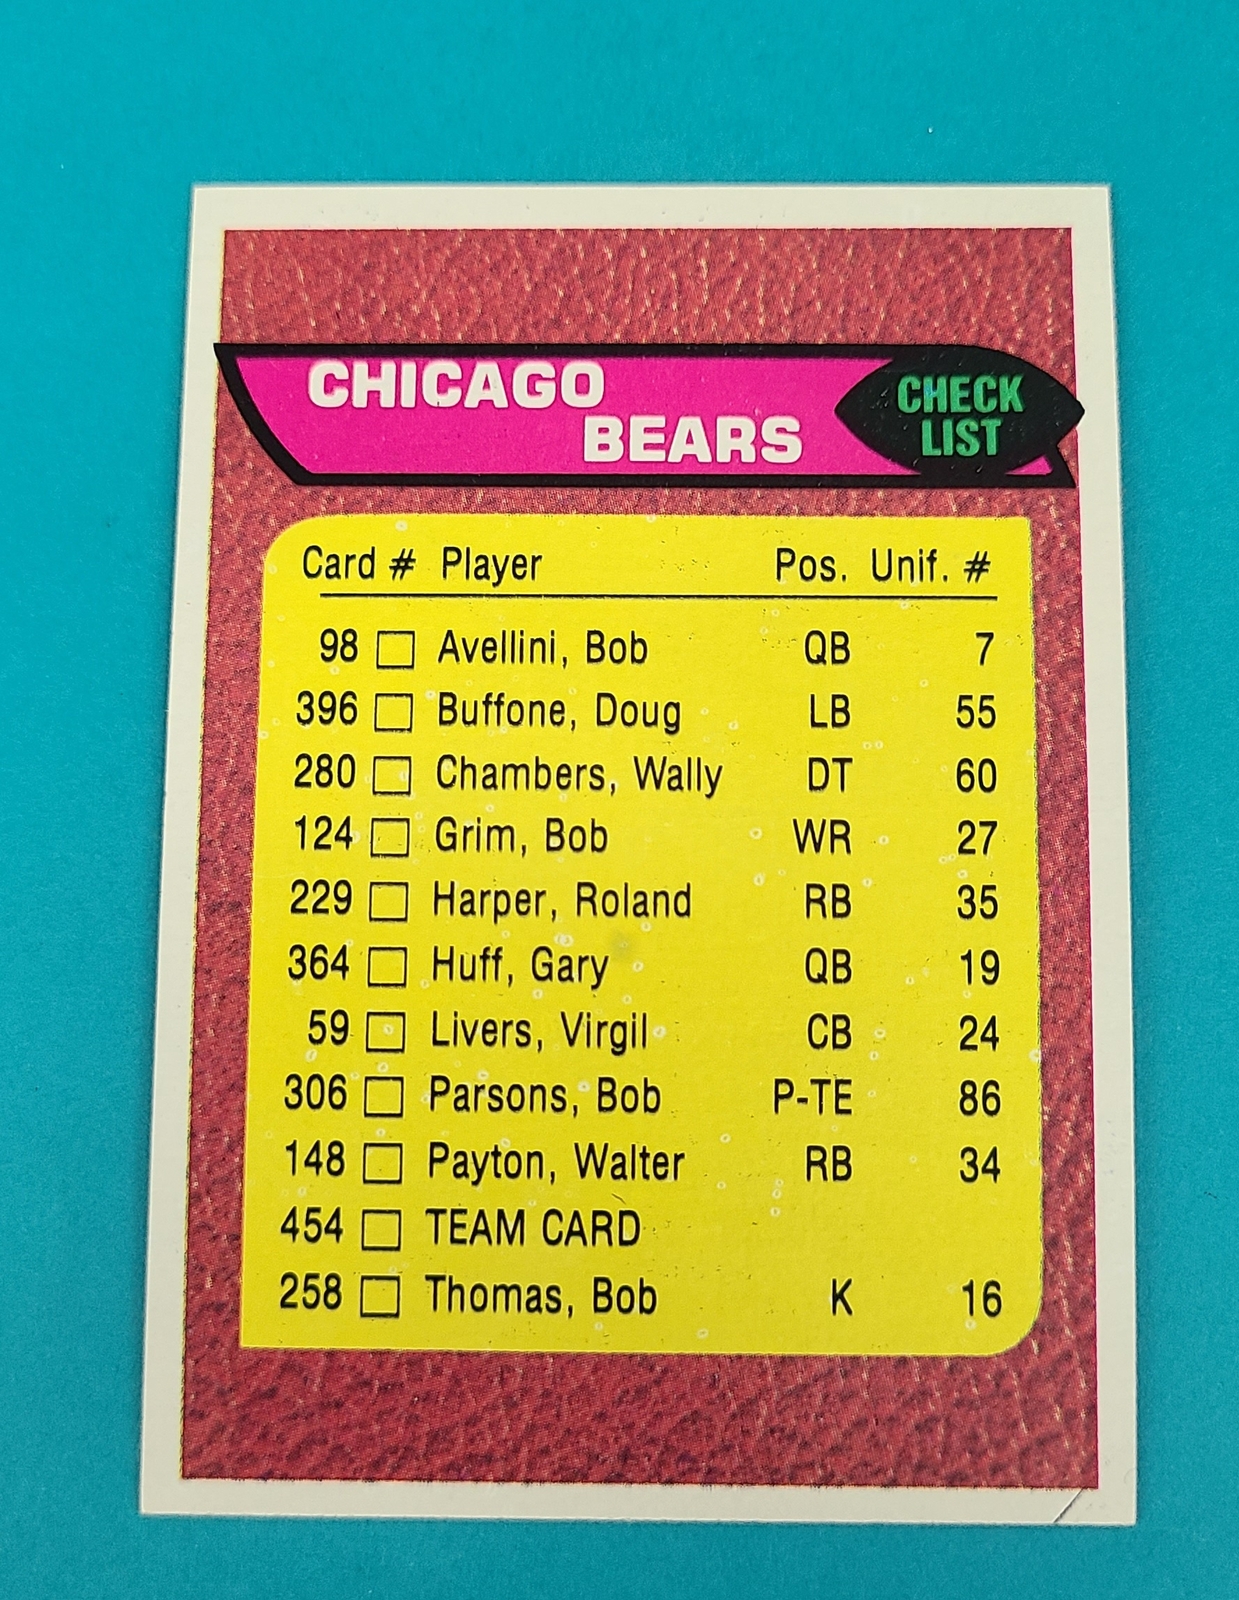 CHICAGO
BEARS
CHECK
LIST
Card # Player Pos. Unif. #
98 Avellini, Bob QB 7
396 Buffone, Doug LB 55
280 Chambers, Wally DT 60
124 Grim, Bob WR 27
229 Harper, Roland RB 35
364 Huff, Gary QB 19
59 Livers, Virgil CB 24
306 Parsons, Bob P-TE 86
148 Payton, Walter RB 34
454 TEAM CARD
258 Thomas, Bob K 16